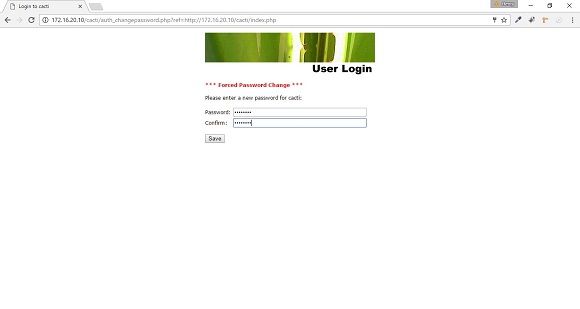 Login to cacti
172.16.20.10/cacti/auth_changepassword.php?ref=http://172.16.20.10/cacti/index.php
User Login
*** Forced Password Change ***
Please enter a new password for cacti:
Password: ••••••••
Confirm: ••••••••
Save